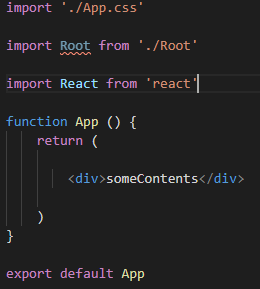 import './App.css'
import Root from './Root'
import React from 'react'
function App () {
return (
<div>someContents</div>
)
}
export default App